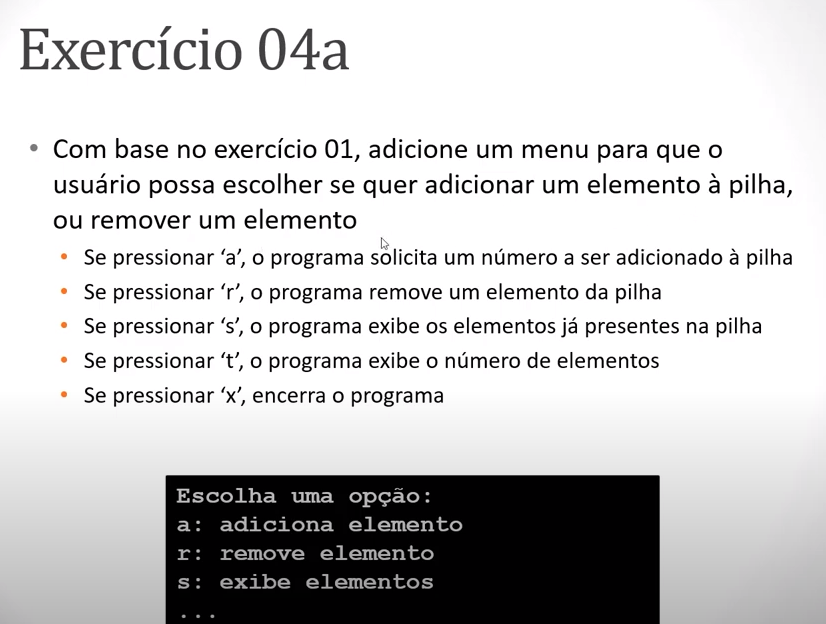 Exercício 04a
• Com base no exercício 01, adicione um menu para que o
usuário possa escolher se quer adicionar um elemento à pilha,
ou remover um elemento
• Se pressionar ‘a’, o programa solicita um número a ser adicionado à pilha
• Se pressionar ‘r’, o programa remove um elemento da pilha
• Se pressionar ‘s’, o programa exibe os elementos já presentes na pilha
• Se pressionar ‘t’, o programa exibe o número de elementos
• Se pressionar ‘x’, encerra o programa
Escolha uma opção:
a: adiciona elemento
r: remove elemento
s: exibe elementos
...